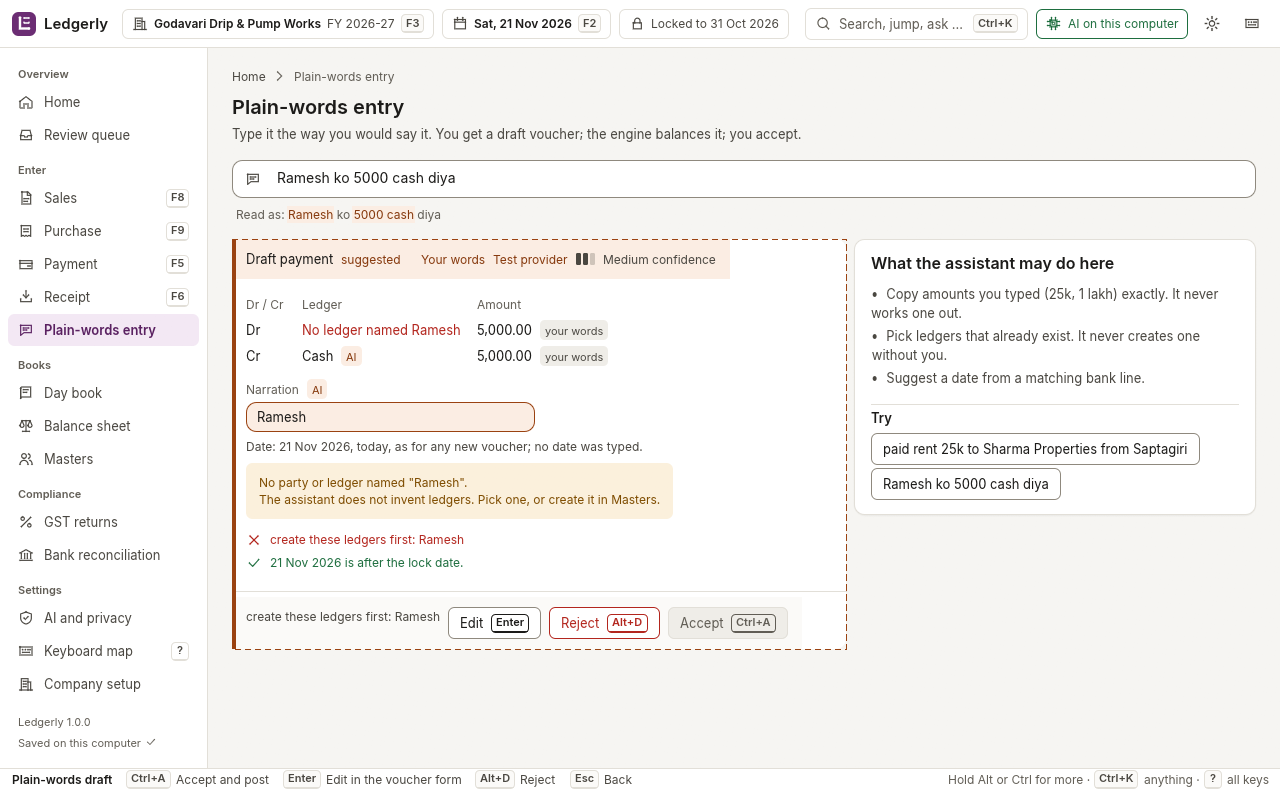 Ledgerly
Godavari Drip & Pump Works FY 2026-27 F3
Sat, 21 Nov 2026 F2
Locked to 31 Oct 2026
Search, jump, ask ... Ctrl+K
AI on this computer
Overview
Home
Review queue
Enter
Sales F8
Purchase F9
Payment F5
Receipt F6
Plain-words entry
Books
Day book
Balance sheet
Masters
Compliance
GST returns
Bank reconciliation
Settings
AI and privacy
Keyboard map ?
Company setup
Ledgerly 1.0.0
Saved on this computer
Home Plain-words entry
Plain-words entry
Type it the way you would say it. You get a draft voucher; the engine balances it; you accept.
Ramesh ko 5000 cash diya
Read as: Ramesh ko 5000 cash diya
Draft payment suggested Your words Test provider Medium confidence
Dr / Cr Ledger Amount
Dr No ledger named Ramesh 5,000.00 your words
Cr Cash AI 5,000.00 your words
Narration AI
Ramesh
Date: 21 Nov 2026, today, as for any new voucher; no date was typed.
No party or ledger named "Ramesh".
The assistant does not invent ledgers. Pick one, or create it in Masters.
create these ledgers first: Ramesh
21 Nov 2026 is after the lock date.
create these ledgers first: Ramesh Edit Enter Reject Alt+D Accept Ctrl+A
What the assistant may do here
• Copy amounts you typed (25k, 1 lakh) exactly. It never
works one out.
• Pick ledgers that already exist. It never creates one
without you.
• Suggest a date from a matching bank line.
Try
paid rent 25k to Sharma Properties from Saptagiri
Ramesh ko 5000 cash diya
Plain-words draft Ctrl+A Accept and post Enter Edit in the voucher form Alt+D Reject Esc Back
Hold Alt or Ctrl for more · Ctrl+K anything · ? all keys